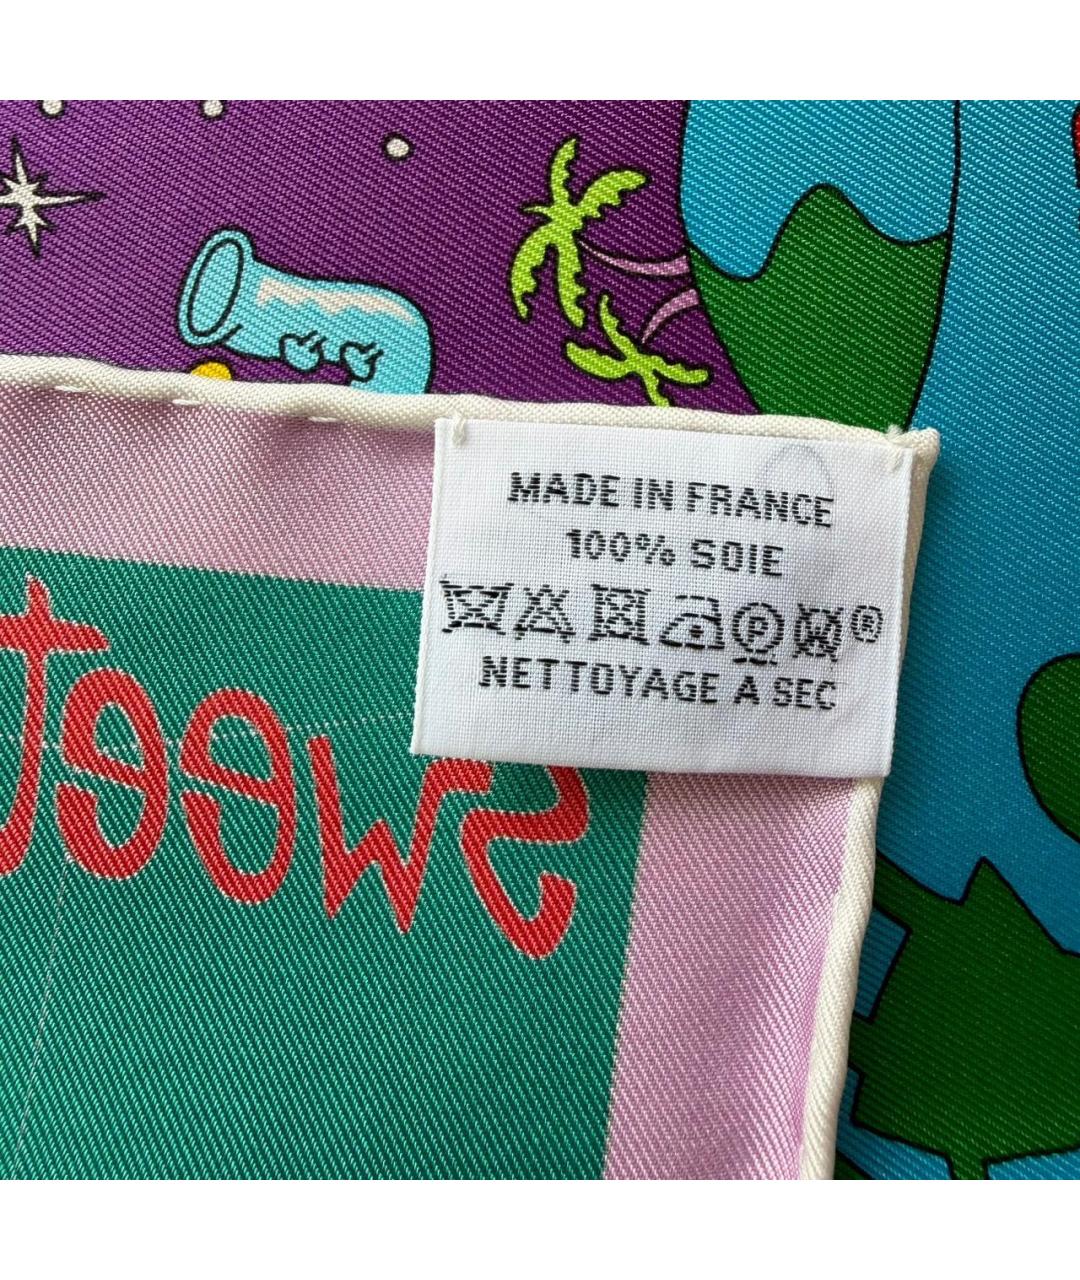 MADE IN FRANCE
100% SOIE
P ®
NETTOYAGE A SEC
sweet